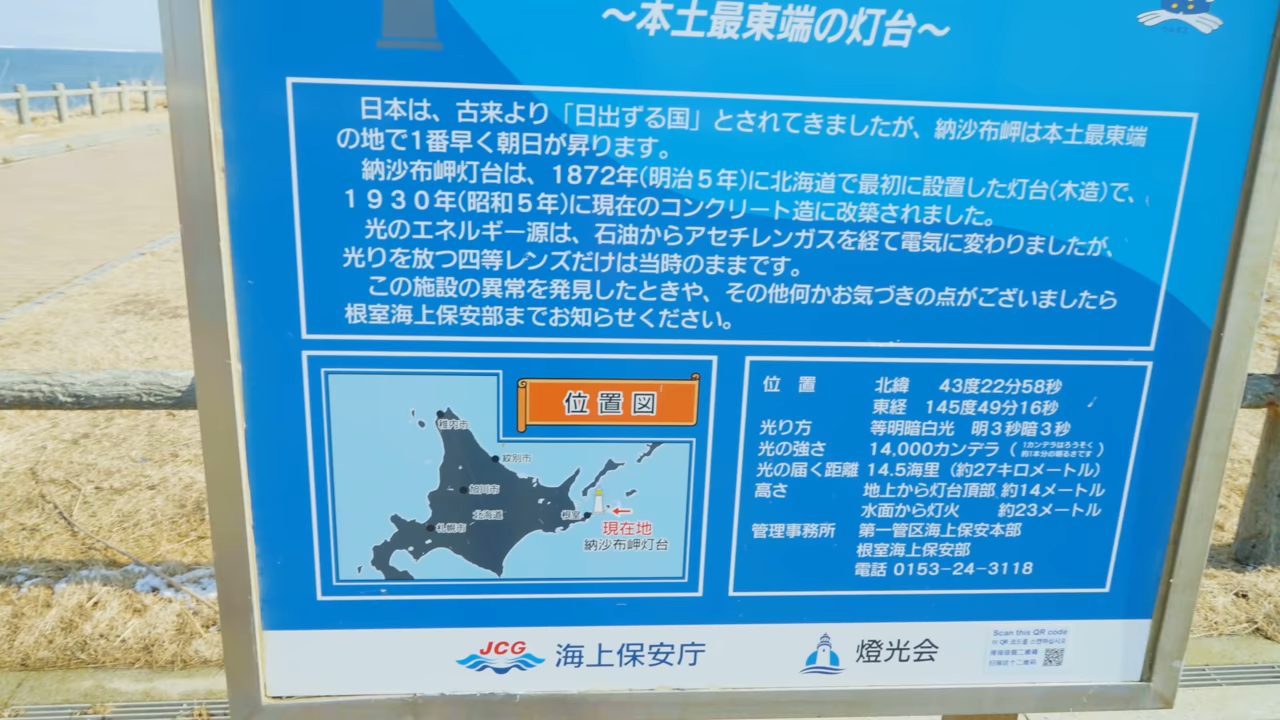 〜本土最東端の灯台〜
日本は、古来より「日出ずる国」とされてきましたが、納沙布岬は本土最東端
の地で1番早く朝日が昇ります。
納沙布岬灯台は、1872年(明治5年)に北海道で最初に設置した灯台(木造)で、
1930年(昭和5年)に現在のコンクリート造に改築されました。
光のエネルギー源は、石油からアセチレンガスを経て電気に変わりましたが、
光りを放つ四等レンズだけは当時のままです。
この施設の異常を発見したときや、その他何かお気づきの点がございましたら
根室海上保安部までお知らせください。
位置図
稚内市
紋別市
旭川市
北海道
札幌市
根室
現在地
納沙布岬灯台
位置 北緯 43度22分58秒
東経 145度49分16秒
光り方 等明暗白光 明3秒暗3秒
光の強さ 14,000カンデラ(1カンデラはろうそく
約1本分の明るさです)
光の届く距離 14.5海里(約27キロメートル)
高さ 地上から灯台頂部 約14メートル
水面から灯火 約23メートル
管理事務所 第一管区海上保安本部
根室海上保安部
電話 0153-24-3118
JCG 海上保安庁
燈光会
Scan this QR code